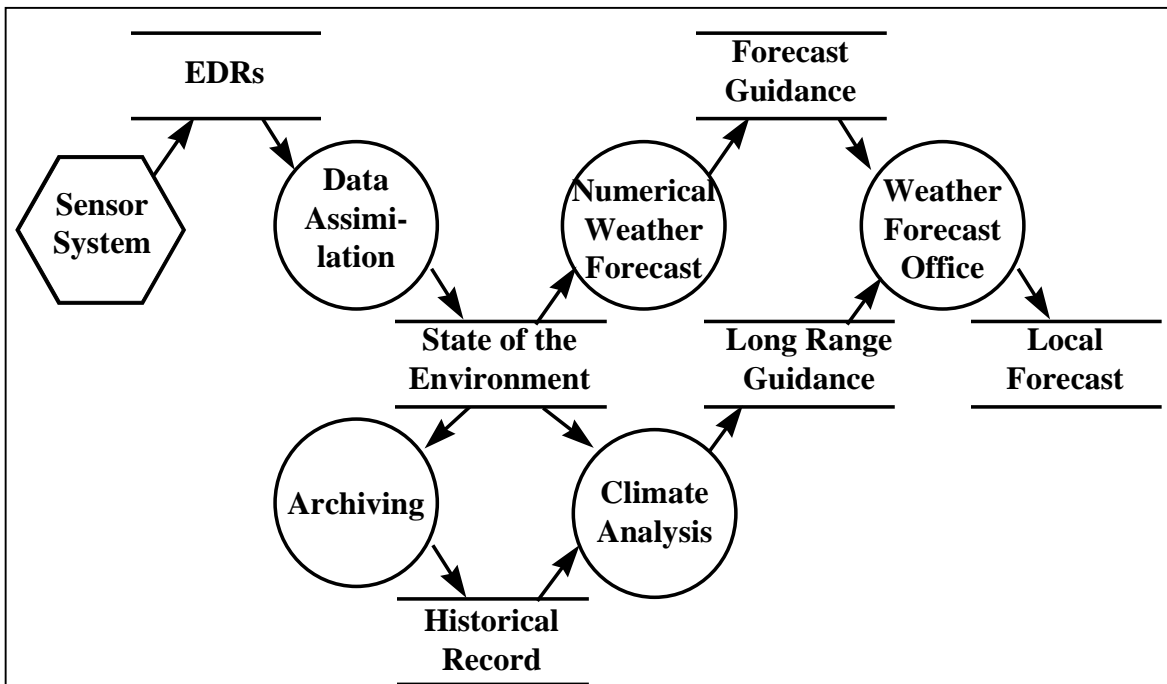 EDRs
Forecast
Guidance
Sensor
System
Data
Assimi-
lation
Numerical
Weather
Forecast
Weather
Forecast
Office
State of the
Environment
Long Range
Guidance
Local
Forecast
Archiving
Climate
Analysis
Historical
Record